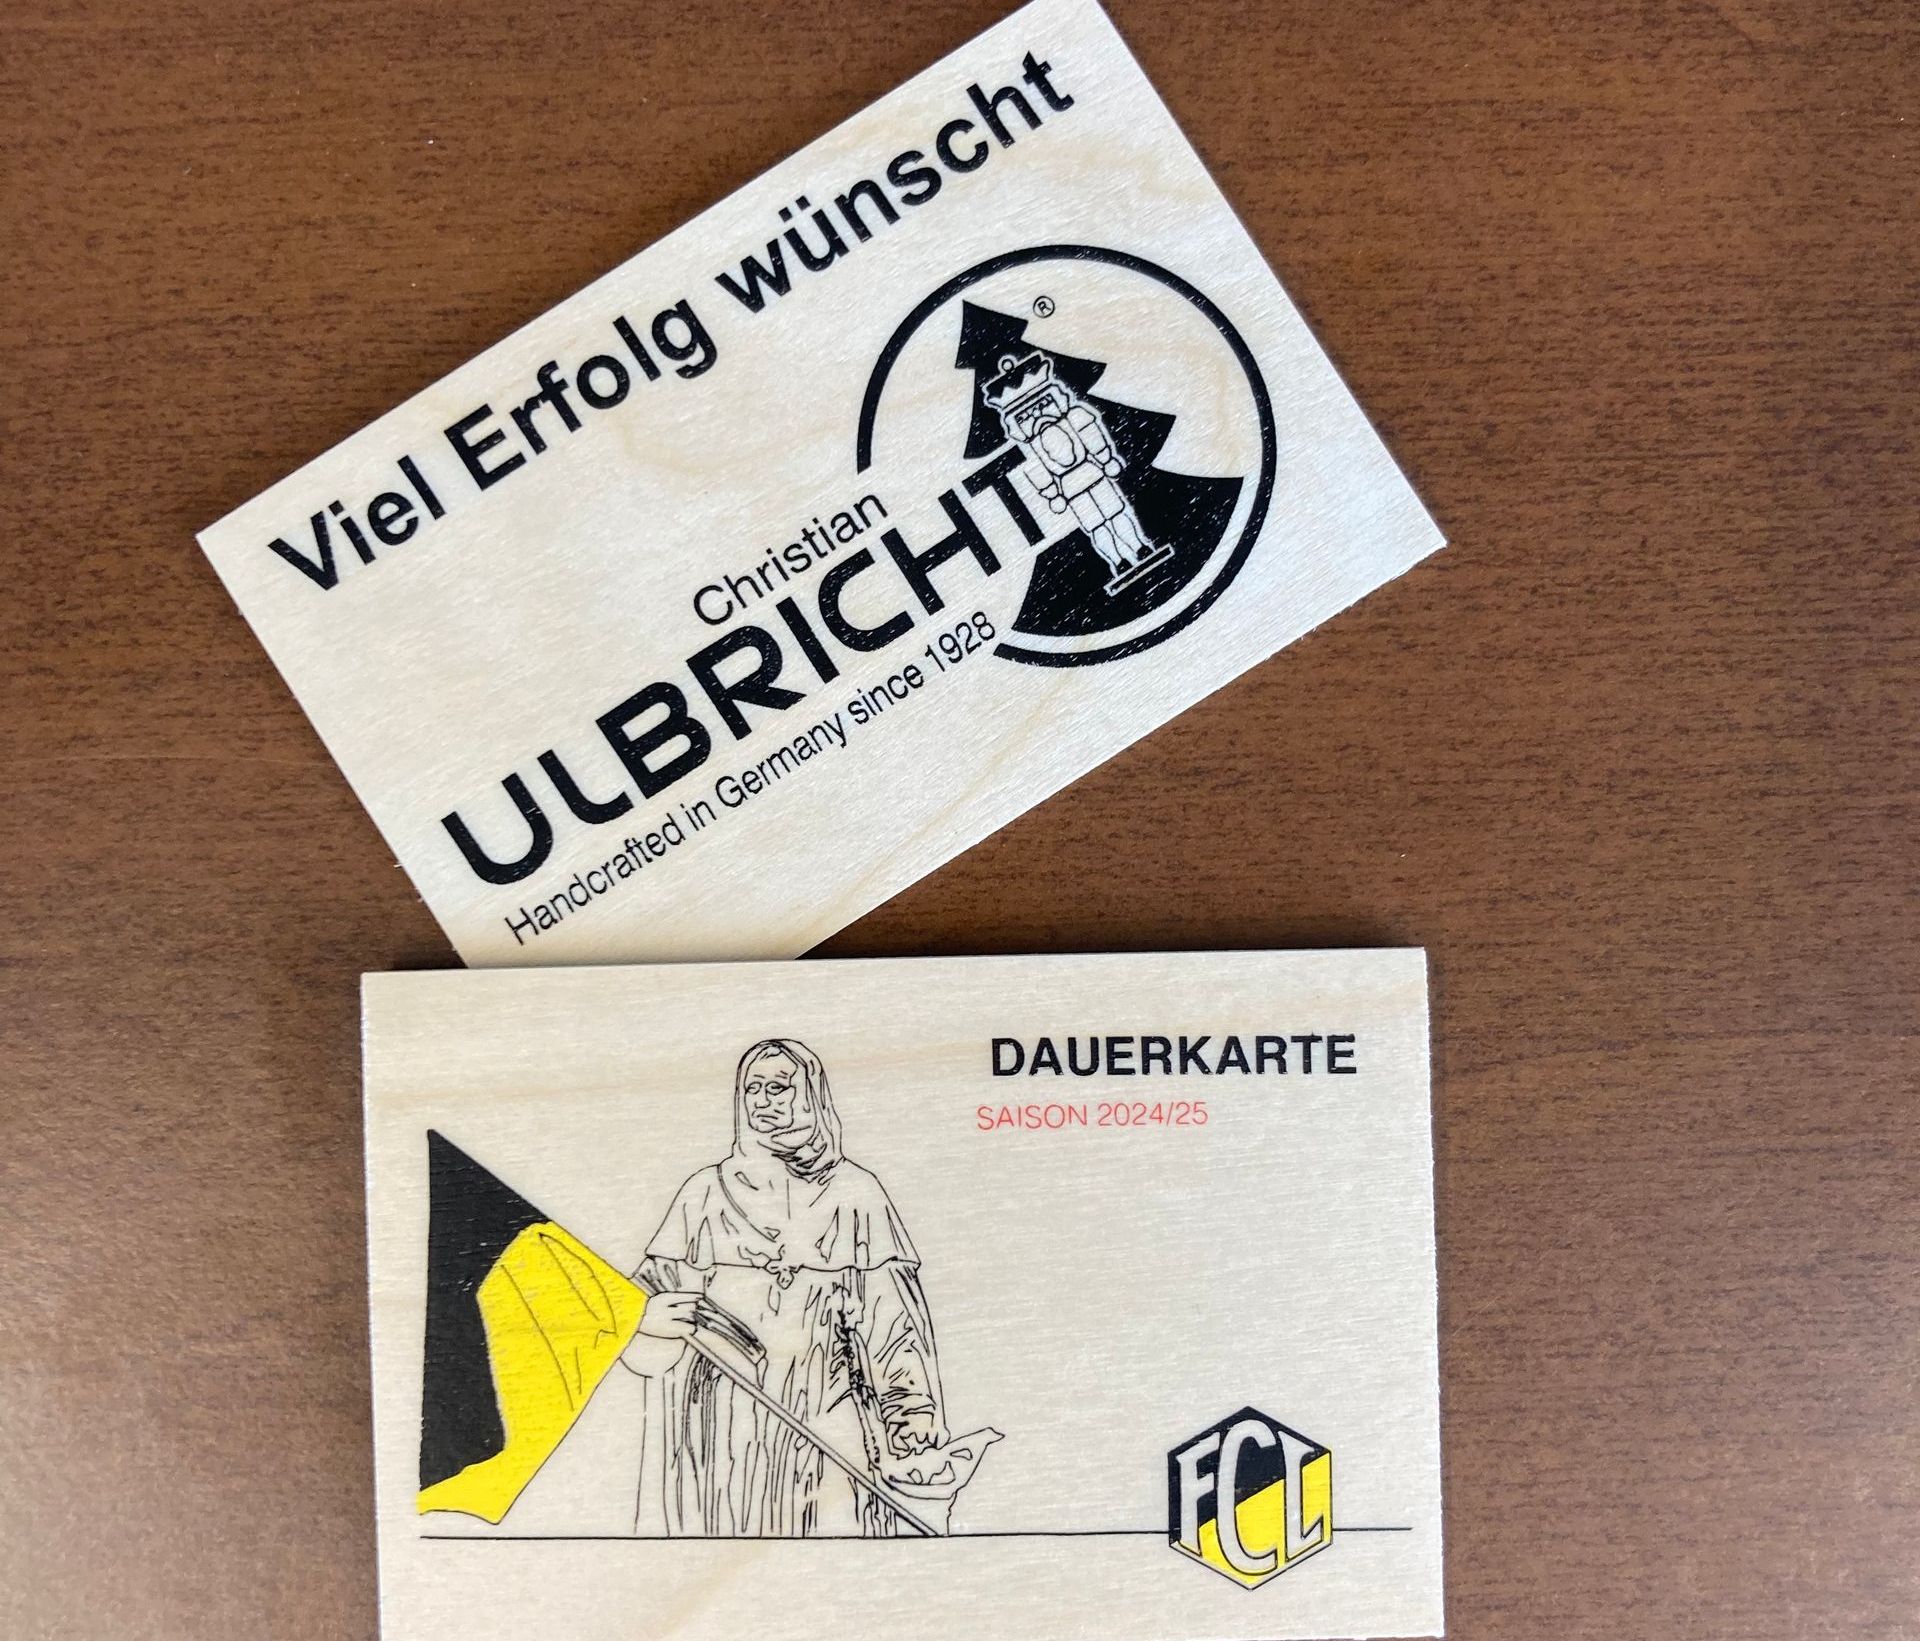 Viel Erfolg wünscht
®
Christian
ULBRICHT
Handcrafted in Germany since 1928
DAUERKARTE
SAISON 2024/25
FCL